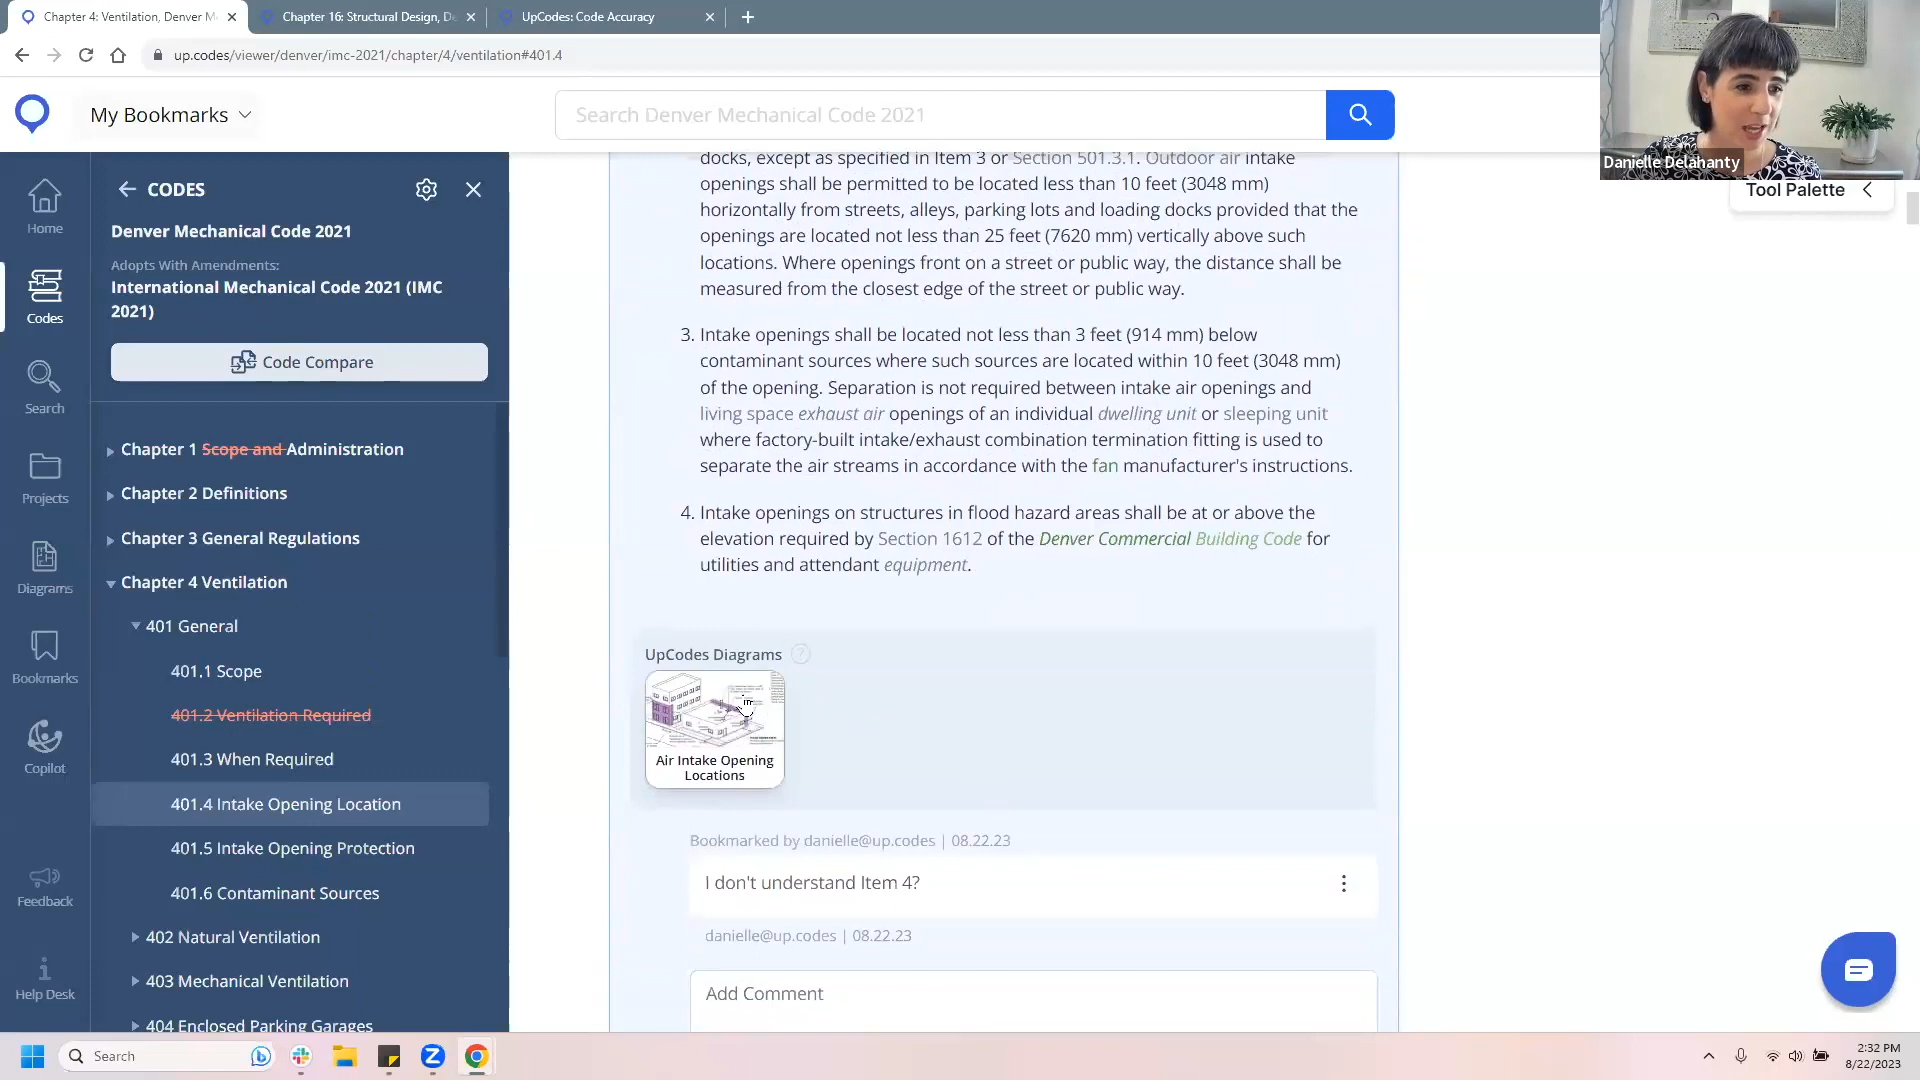 Chapter 4: Ventilation, Denver M
Chapter 16: Structural Design, De
UpCodes: Code Accuracy
up.codes/viewer/denver/imc-2021/chapter/4/ventilation#401.4
My Bookmarks
Search Denver Mechanical Code 2021
Danielle Delahanty
Tool Palette
Home
Codes
Search
Projects
Diagrams
Bookmarks
Copilot
Feedback
Help Desk
CODES
Denver Mechanical Code 2021
Adopts With Amendments:
International Mechanical Code 2021 (IMC
2021)
Code Compare
Chapter 1 Scope and Administration
Chapter 2 Definitions
Chapter 3 General Regulations
Chapter 4 Ventilation
401 General
401.1 Scope
401.2 Ventilation Required
401.3 When Required
401.4 Intake Opening Location
401.5 Intake Opening Protection
401.6 Contaminant Sources
402 Natural Ventilation
403 Mechanical Ventilation
404 Enclosed Parking Garages
docks, except as specified in Item 3 or Section 501.3.1. Outdoor air intake
openings shall be permitted to be located less than 10 feet (3048 mm)
horizontally from streets, alleys, parking lots and loading docks provided that the
openings are located not less than 25 feet (7620 mm) vertically above such
locations. Where openings front on a street or public way, the distance shall be
measured from the closest edge of the street or public way.
3. Intake openings shall be located not less than 3 feet (914 mm) below
contaminant sources where such sources are located within 10 feet (3048 mm)
of the opening. Separation is not required between intake air openings and
living space exhaust air openings of an individual dwelling unit or sleeping unit
where factory-built intake/exhaust combination termination fitting is used to
separate the air streams in accordance with the fan manufacturer's instructions.
4. Intake openings on structures in flood hazard areas shall be at or above the
elevation required by Section 1612 of the Denver Commercial Building Code for
utilities and attendant equipment.
UpCodes Diagrams ?
Air Intake Opening
Locations
Bookmarked by danielle@up.codes | 08.22.23
I don't understand Item 4?
danielle@up.codes | 08.22.23
Add Comment
Search
2:32 PM
8/22/2023